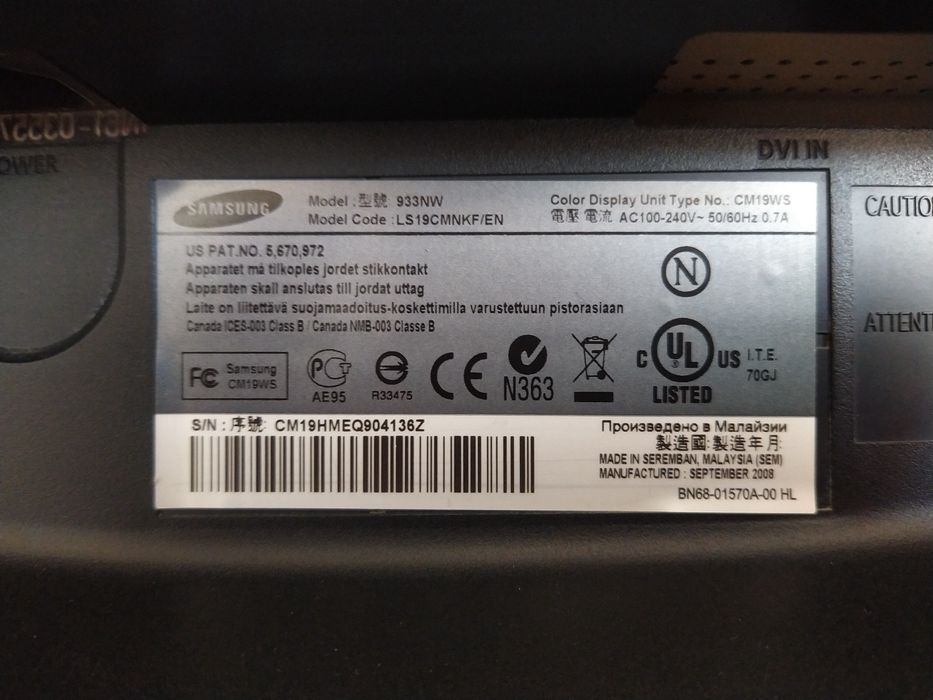 POWER
DVI IN
SAMSUNG
Model : 型號: 933NW
Model Code : LS19CMNKF/EN
Color Display Unit Type No.: CM19WS
電壓 電流 AC100-240V~ 50/60Hz 0.7A
US PAT.NO. 5,670,972
Apparatet må tilkoples jordet stikkontakt
Apparaten skall anslutas till jordat uttag
Laite on liitettävä suojamaadoitus-koskettimilla varustettuun pistorasiaan
Canada ICES-003 Class B / Canada NMB-003 Classe B
N
FC Samsung
CM19WS
РСТ
AE95
R33475
CE
N363
C UL US
LISTED
I.T.E.
70GJ
S/N : 序號: CM19HMEQ904136Z
Произведено в Малайзии
製造國: 製造年月:
MADE IN SEREMBAN, MALAYSIA (SEM)
MANUFACTURED : SEPTEMBER 2008
BN68-01570A-00 HL
CAUTIO
ATTENTI